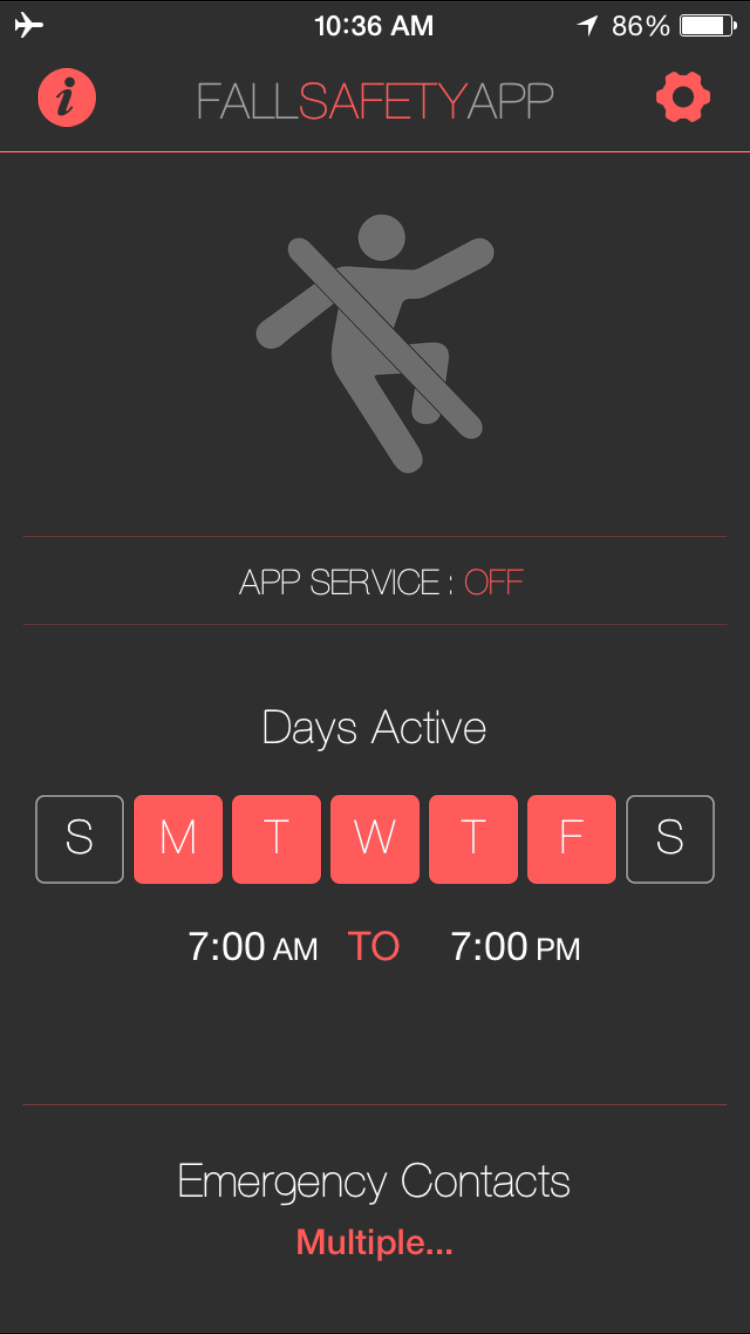 10:36 AM 86%
i FALLSAFETYAPP
APP SERVICE : OFF
Days Active
S M T W T F S
7:00 AM TO 7:00 PM
Emergency Contacts
Multiple...